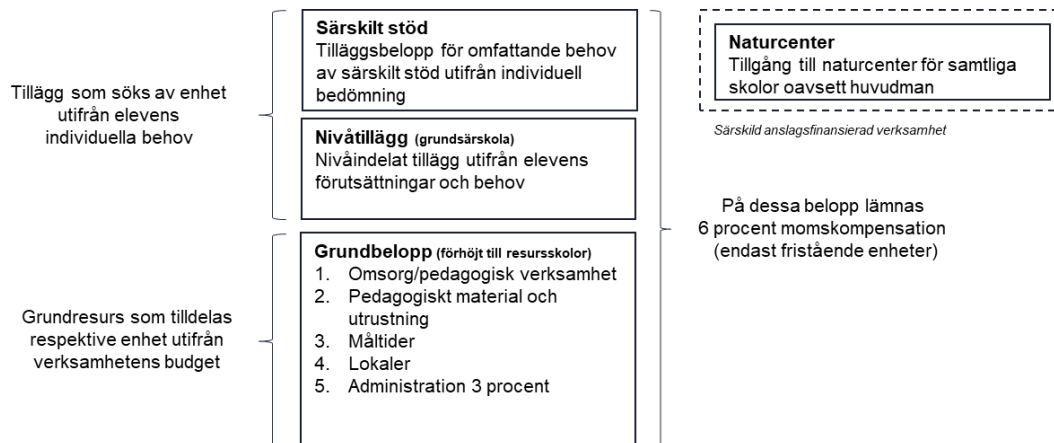 Tillägg som söks av enhet
utifrån elevens
individuella behov
Särskilt stöd
Tilläggsbelopp för omfattande behov
av särskilt stöd utifrån individuell
bedömning
Nivåtillägg (grundsärskola)
Nivåindelat tillägg utifrån elevens
förutsättningar och behov
Grundresurs som tilldelas
respektive enhet utifrån
verksamhetens budget
Grundbelopp (förhöjt till resursskolor)
1. Omsorg/pedagogisk verksamhet
2. Pedagogiskt material och
utrustning
3. Måltider
4. Lokaler
5. Administration 3 procent
Naturcenter
Tillgång till naturcenter för samtliga
skolor oavsett huvudman
Särskild anslagsfinansierad verksamhet
På dessa belopp lämnas
6 procent momskompensation
(endast fristående enheter)